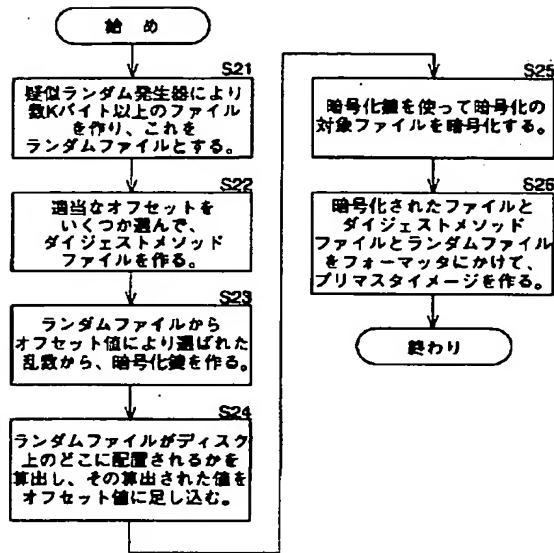 始め
S21
疑似ランダム発生器により
数Kバイト以上のファイル
を作り、これを
ランダムファイルとする。
S22
適当なオフセットを
いくつか選んで、
ダイジェストメソッド
ファイルを作る。
S23
ランダムファイルから
オフセット値により選ばれた
乱数から、暗号化鍵を作る。
S24
ランダムファイルがディスク
上のどこに配置されるかを
算出し、その算出された値を
オフセット値に足し込む。
S25
暗号化鍵を使って暗号化の
対象ファイルを暗号化する。
S26
暗号化されたファイルと
ダイジェストメソッド
ファイルとランダムファイル
をフォーマッタにかけて、
プリマスタイメージを作る。
終わり